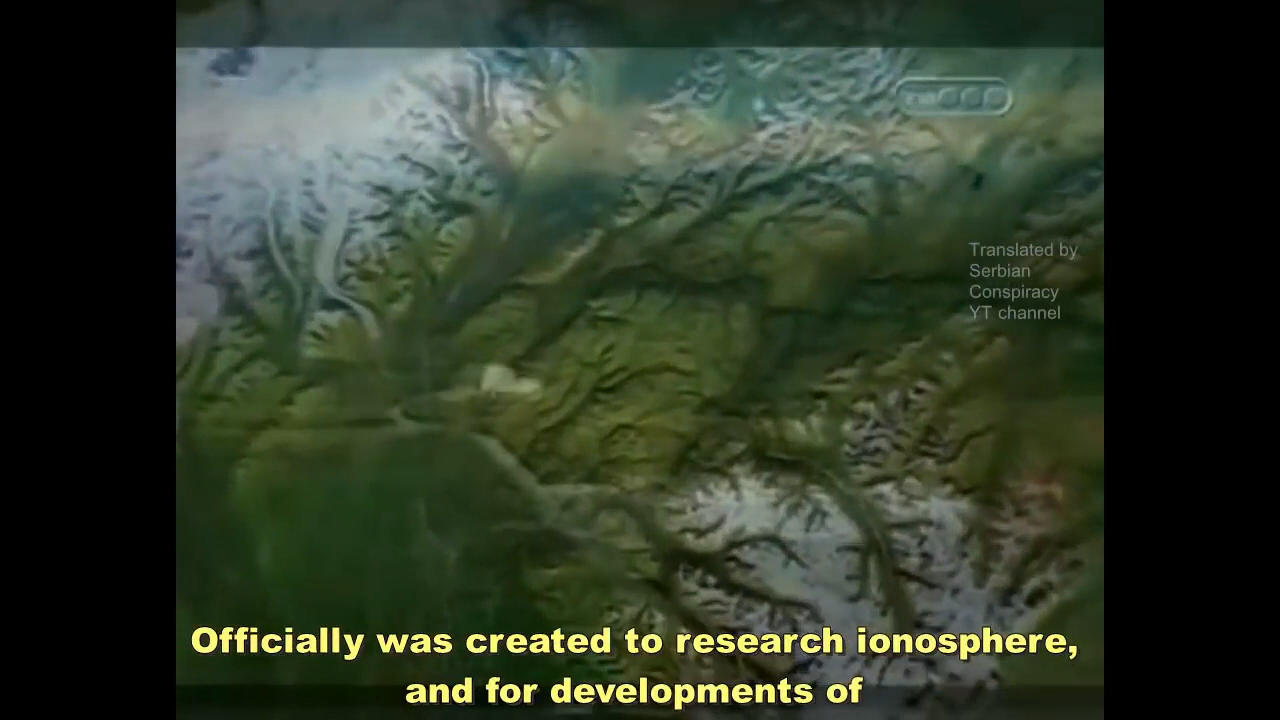 Translated by
Serbian
Conspiracy
YT channel
Officially was created to research ionosphere,
and for developments of